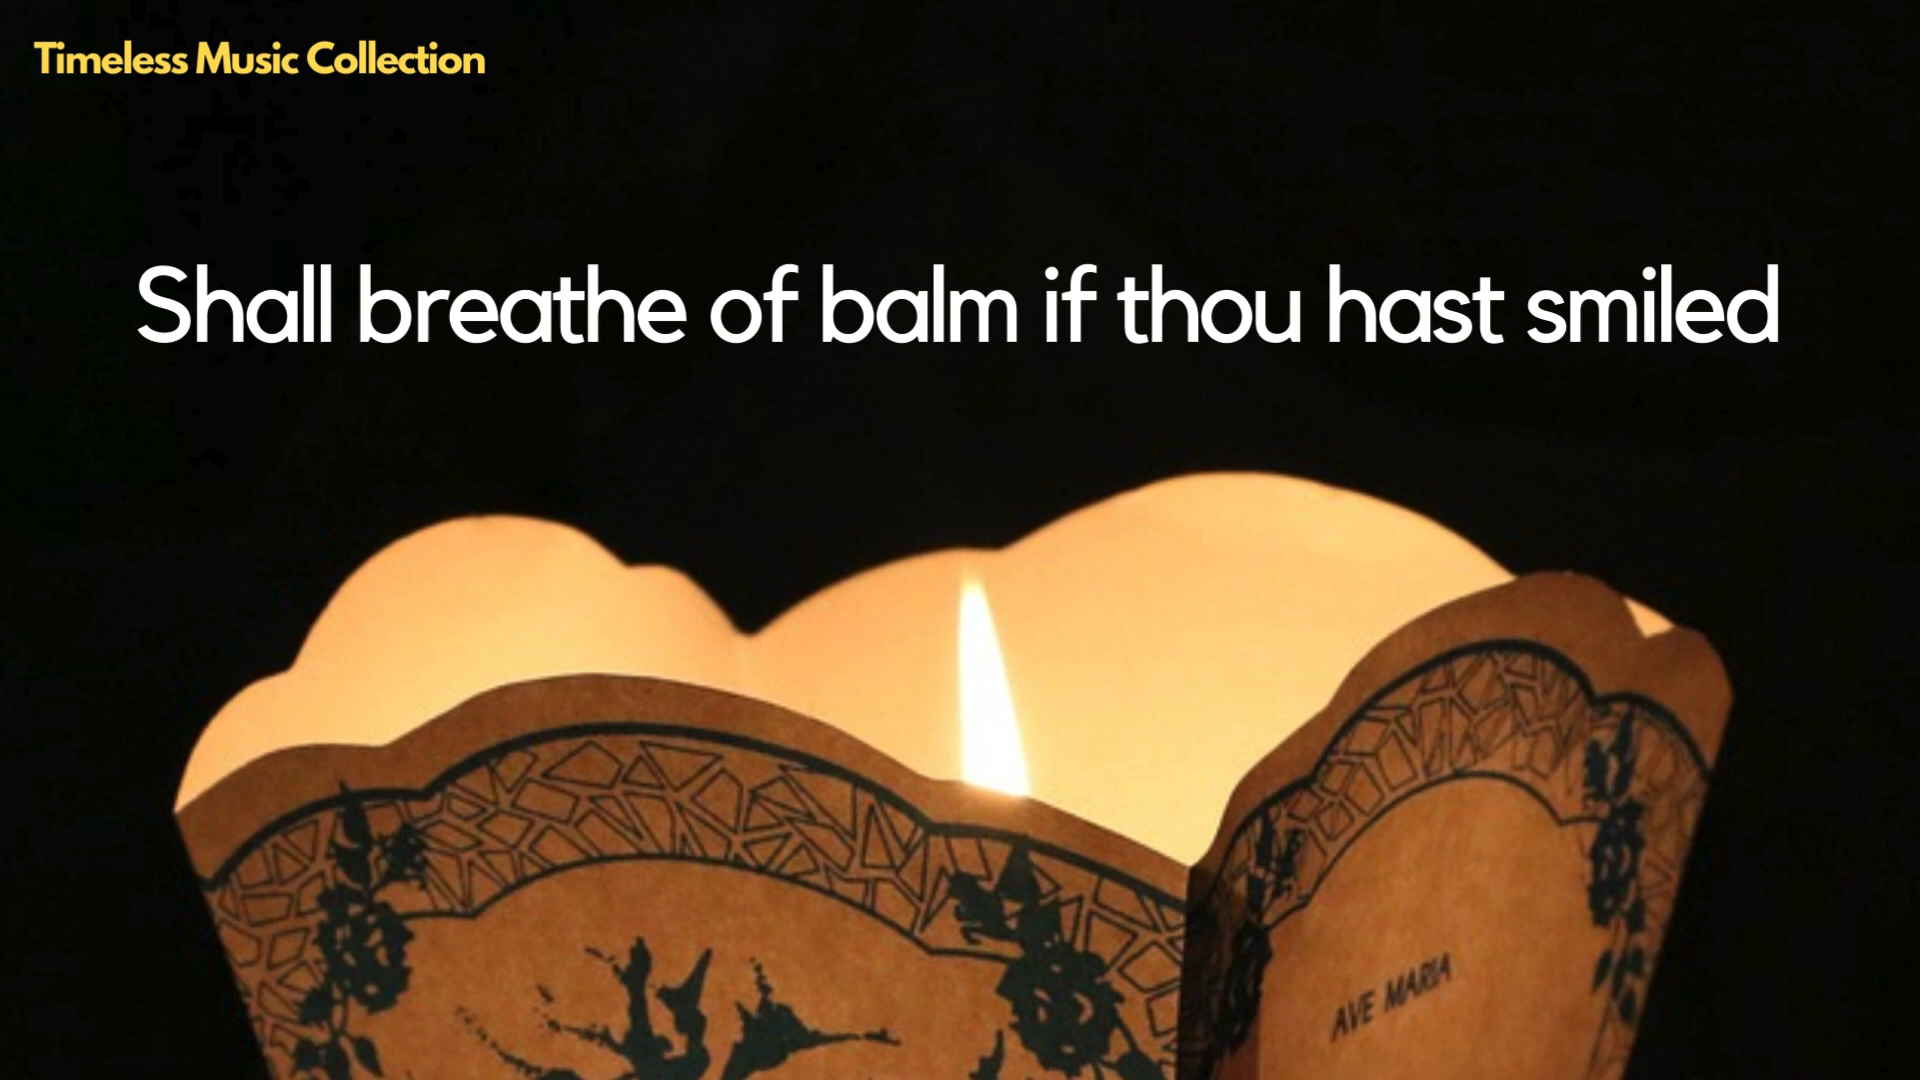 Timeless Music Collection
Shall breathe of balm if thou hast smiled
AVE MARIA